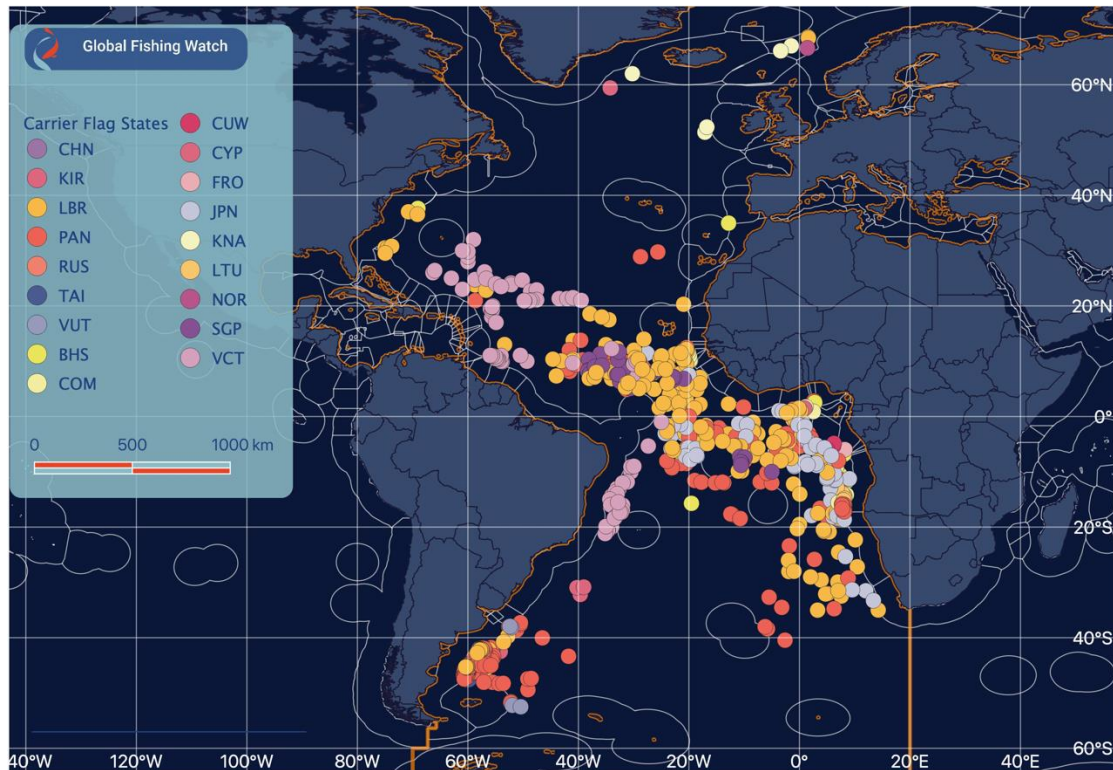 Global Fishing Watch
Carrier Flag States
CHN
KIR
LBR
PAN
RUS
TAI
VUT
BHS
COM
CUW
CYP
FRO
JPN
KNA
LTU
NOR
SGP
VCT
0 500 1000 km
60°N
40°N
20°N
0°
20°S
40°S
60°S
40°W 120°W 100°W 80°W 60°W 40°W 20°W 0° 20°E 40°E